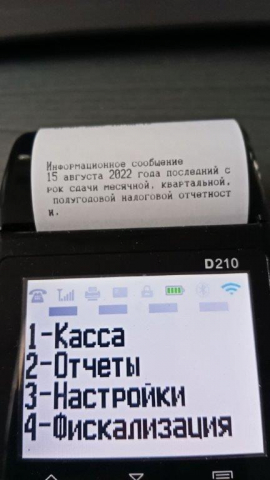 Информационное сообщение
15 августа 2022 года последний с
рок сдачи месячной, квартальной,
полугодовой налоговой отчетност
и.
D210
1-Касса
2-Отчеты
3-Настройки
4-Фискализация